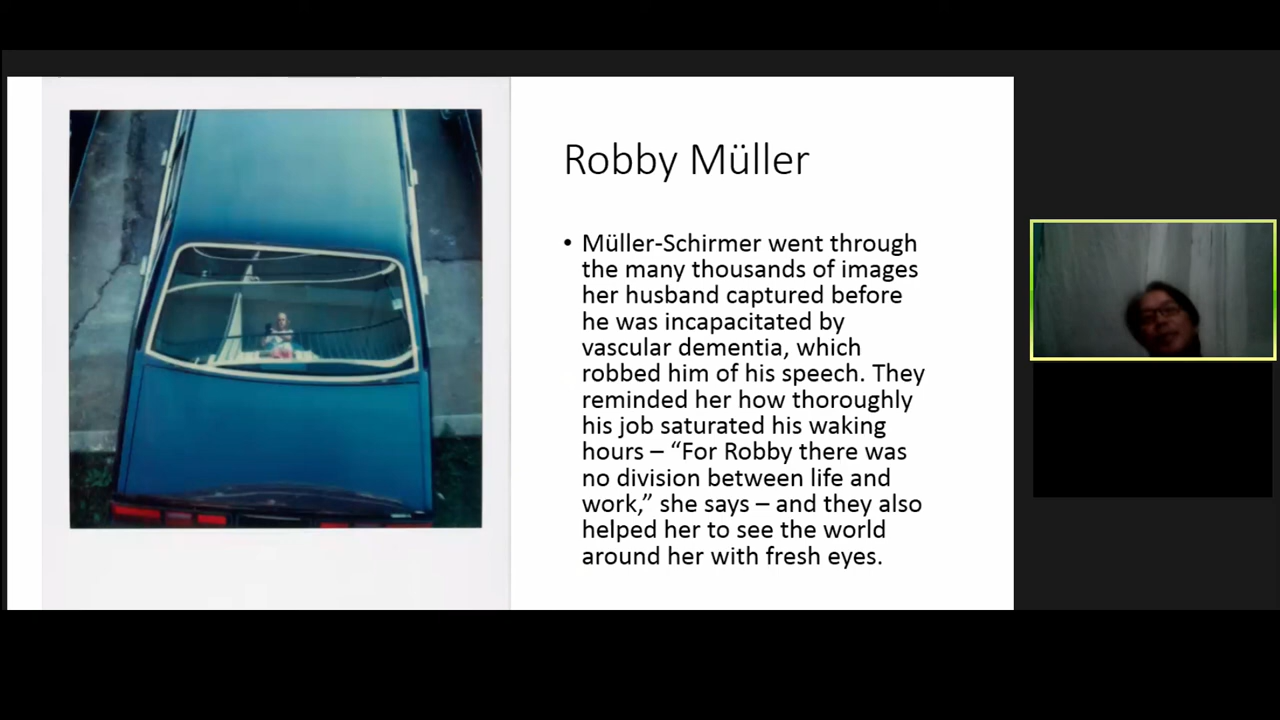 Robby Müller
• Müller-Schirmer went through
the many thousands of images
her husband captured before
he was incapacitated by
vascular dementia, which
robbed him of his speech. They
reminded her how thoroughly
his job saturated his waking
hours – “For Robby there was
no division between life and
work,” she says – and they also
helped her to see the world
around her with fresh eyes.